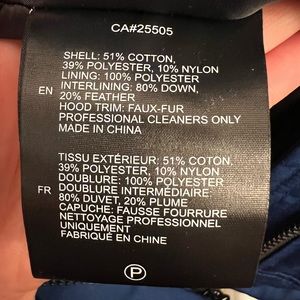 CA#25505
SHELL: 51% COTTON,
39% POLYESTER, 10% NYLON
LINING: 100% POLYESTER
INTERLINING: 80% DOWN,
EN
20% FEATHER
HOOD TRIM: FAUX-FUR
PROFESSIONAL CLEANERS ONLY
MADE IN CHINA
TISSU EXTÉRIEUR: 51% COTON,
39% POLYESTER, 10% NYLON
DOUBLURE: 100% POLYESTER
DOUBLURE INTERMÉDIAIRE:
FR
80% DUVET, 20% PLUME
CAPUCHE: FAUSSE FOURRURE
NETTOYAGE PROFESSIONNEL
UNIQUEMENT
FABRIQUÉ EN CHINE
P